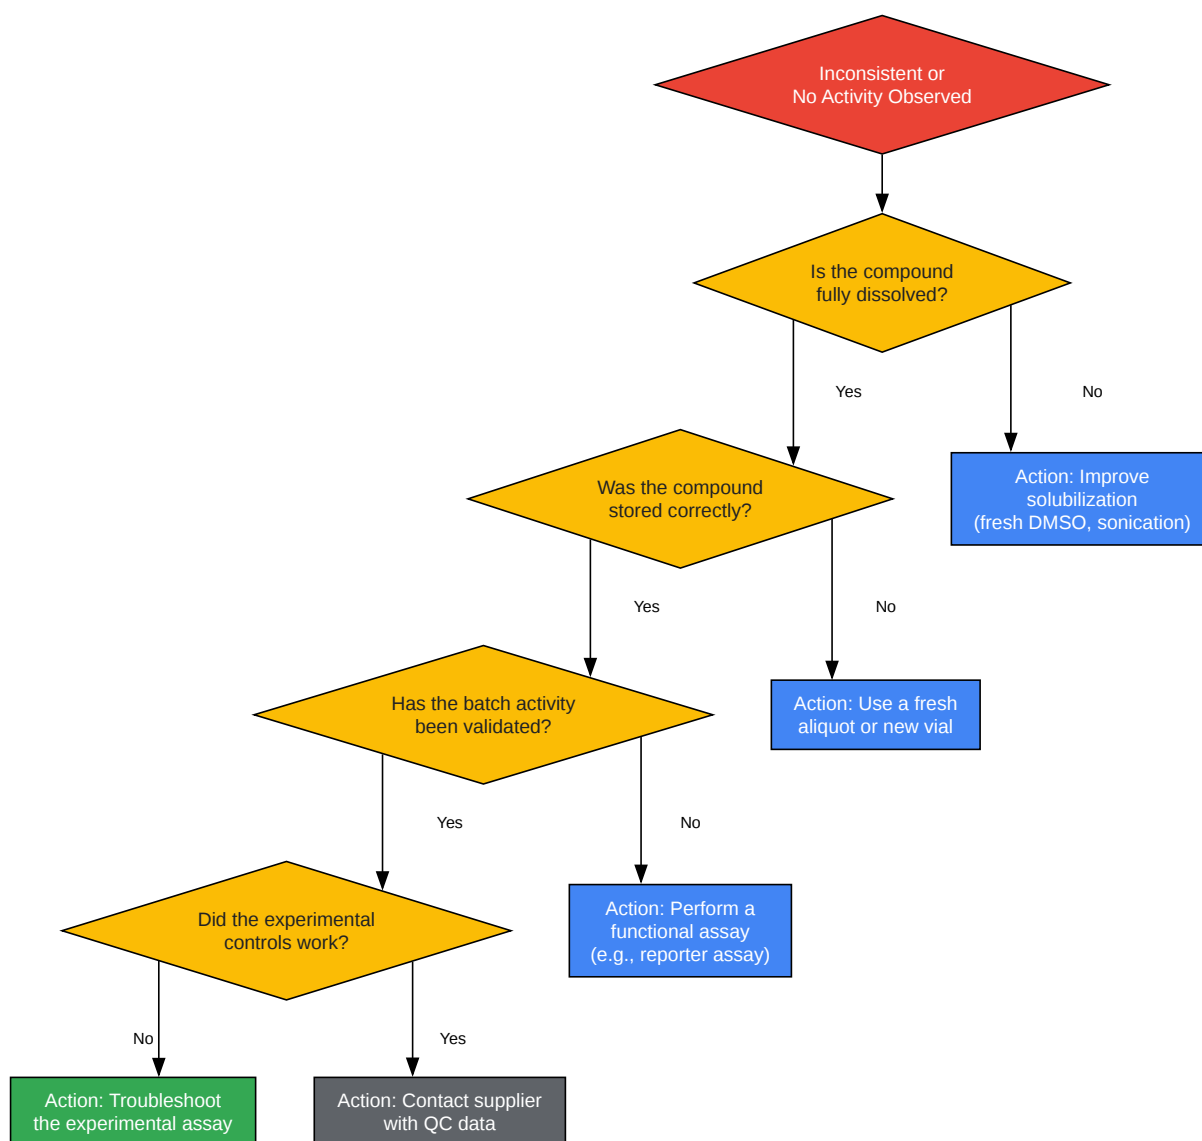 Inconsistent or
No Activity Observed
Is the compound
fully dissolved?
Yes
No
Was the compound
stored correctly?
Action: Improve
solubilization
(fresh DMSO, sonication)
Yes
No
Has the batch activity
been validated?
Action: Use a fresh
aliquot or new vial
Yes
No
Did the experimental
controls work?
Action: Perform a
functional assay
(e.g., reporter assay)
No
Yes
Action: Troubleshoot
the experimental assay
Action: Contact supplier
with QC data